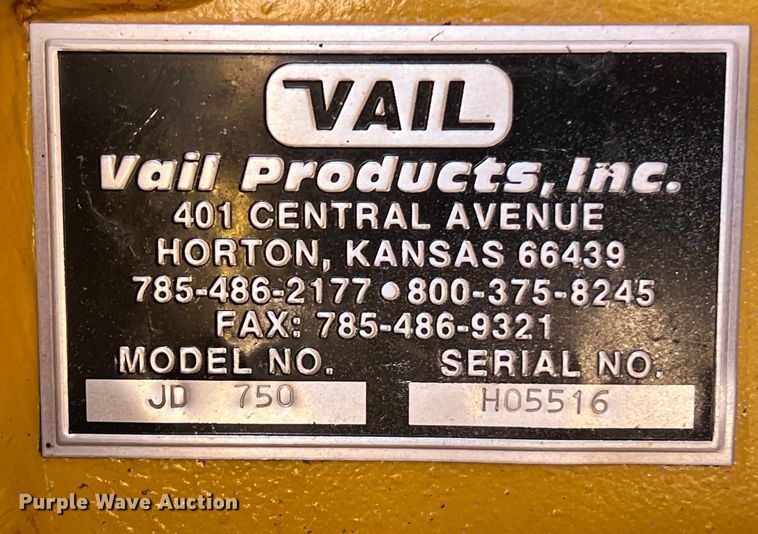 VAIL
Vail Products, Inc.
401 CENTRAL AVENUE
HORTON, KANSAS 66439
785-486-2177 • 800-375-8245
FAX: 785-486-9321
MODEL NO. SERIAL NO.
JD 750 H05516
Purple Wave Auction